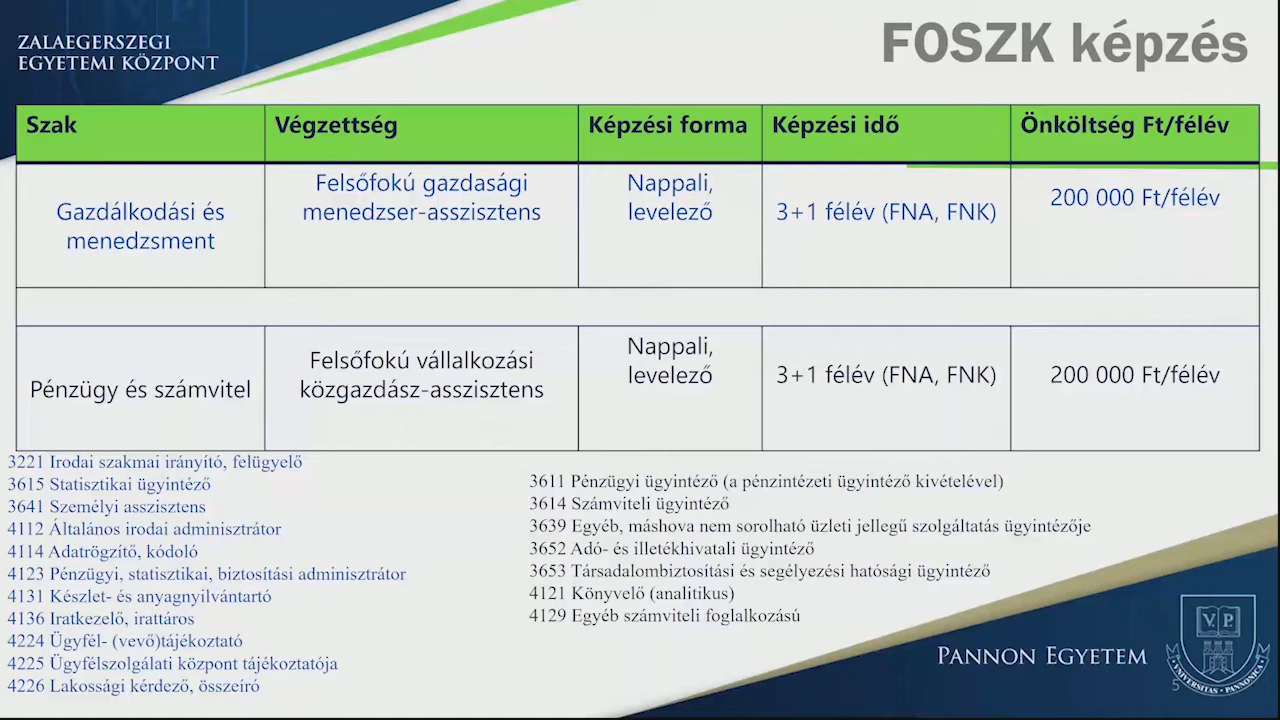 ZALAEGERSZEGI
EGYETEMI KÖZPONT
FOSZK képzés
Szak
Végzettség
Képzési forma
Képzési idő
Önköltség Ft/félév
Gazdálkodási és
menedzsment
Felsőfokú gazdasági
menedzser-asszisztens
Nappali,
levelező
3+1 félév (FNA, FNK)
200 000 Ft/félév
Pénzügy és számvitel
Felsőfokú vállalkozási
közgazdász-asszisztens
Nappali,
levelező
3+1 félév (FNA, FNK)
200 000 Ft/félév
3221 Irodai szakmai irányító, felügyelő
3615 Statisztikai ügyintéző
3641 Személyi asszisztens
4112 Általános irodai adminisztrátor
4114 Adatrögzítő, kódoló
4123 Pénzügyi, statisztikai, biztosítási adminisztrátor
4131 Készlet- és anyagnyilvántartó
4136 Iratkezelő, irattáros
4224 Ügyfél- (vevő)tájékoztató
4225 Ügyfélszolgálati központ tájékoztatója
4226 Lakossági kérdező, összeíró
3611 Pénzügyi ügyintéző (a pénzintézeti ügyintéző kivételével)
3614 Számviteli ügyintéző
3639 Egyéb, máshova nem sorolható üzleti jellegű szolgáltatás ügyintézője
3652 Adó- és illetékhivatali ügyintéző
3653 Társadalombiztosítási és segélyezési hatósági ügyintéző
4121 Könyvelő (analitikus)
4129 Egyéb számviteli foglalkozású
PANNON EGYETEM
V.P.
UNIVERSITAS • PANNONICA
5